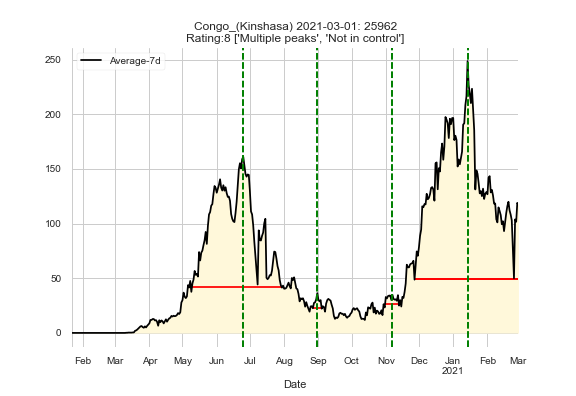 Congo_(Kinshasa) 2021-03-01: 25962
Rating:8 ['Multiple peaks', 'Not in control']
Average-7d
250
200
150
100
50
0
Feb Mar Apr May Jun Jul Aug Sep Oct Nov Dec Jan Feb Mar
2021
Date